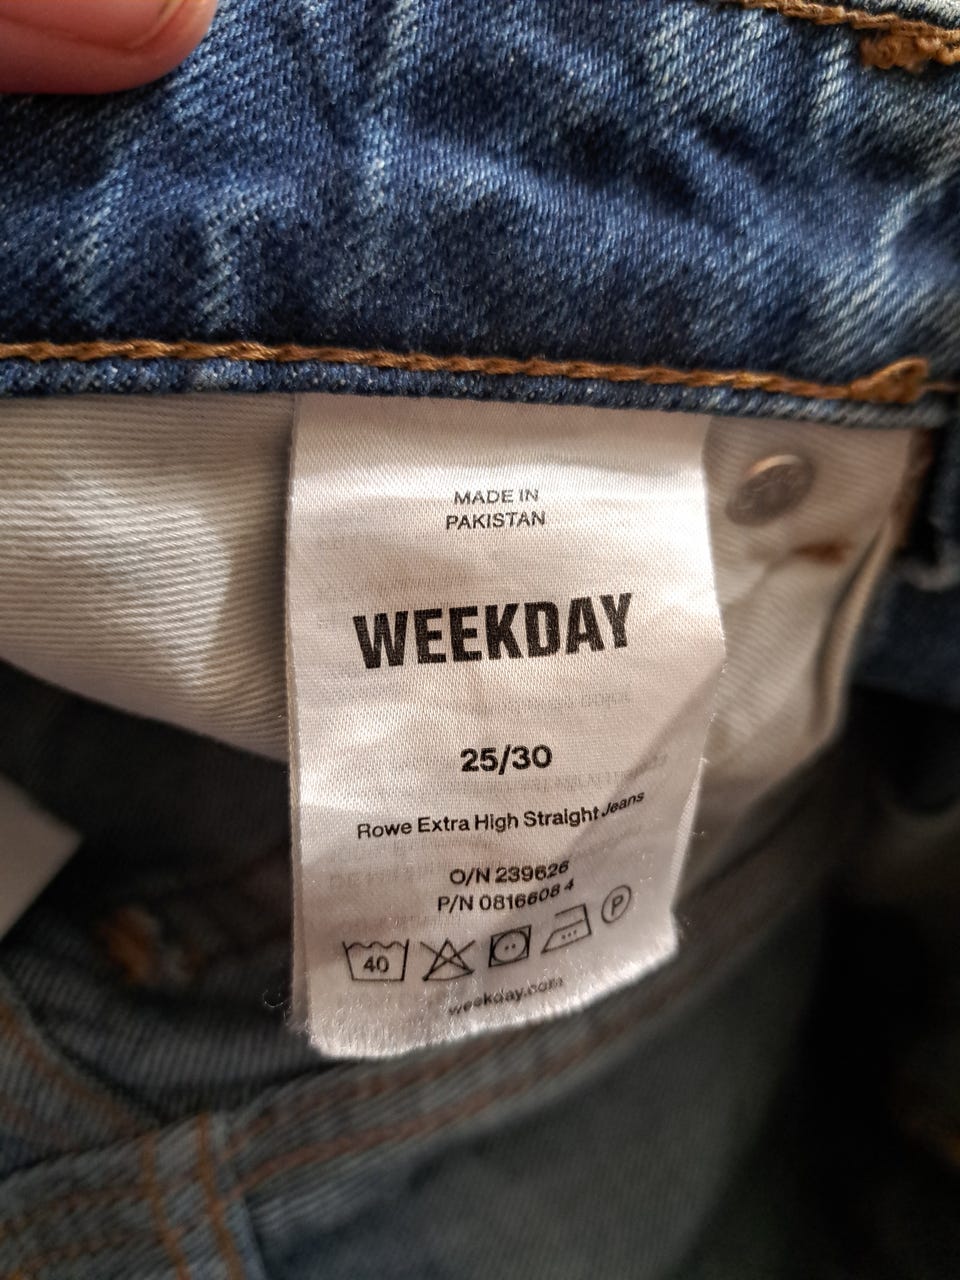 MADE IN
PAKISTAN
WEEKDAY
25/30
Rowe Extra High Straight Jeans
O/N 239626
P/N 0816608 4
40
P
weekday.com